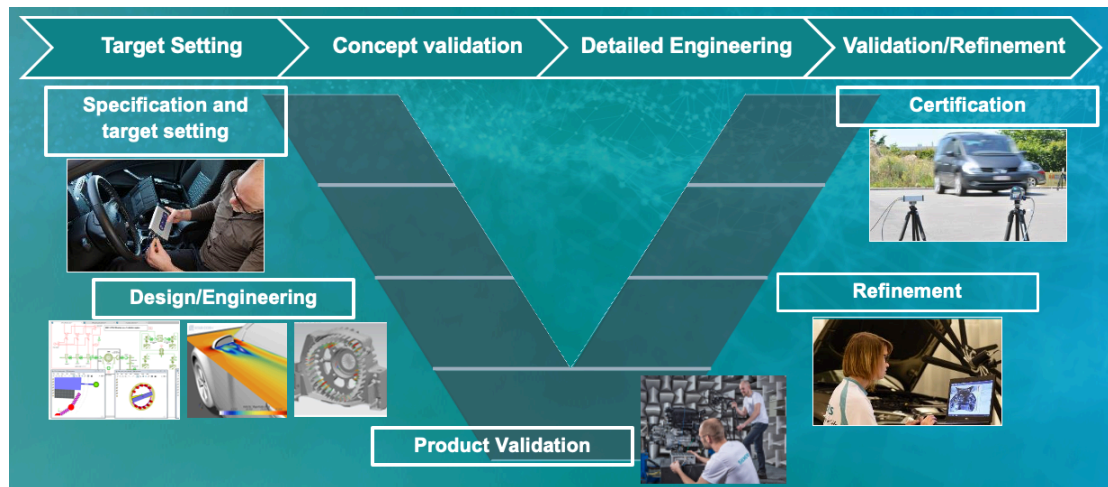 Target Setting
Concept validation
Detailed Engineering
Validation/Refinement
Specification and
target setting
Certification
Design/Engineering
Refinement
Product Validation